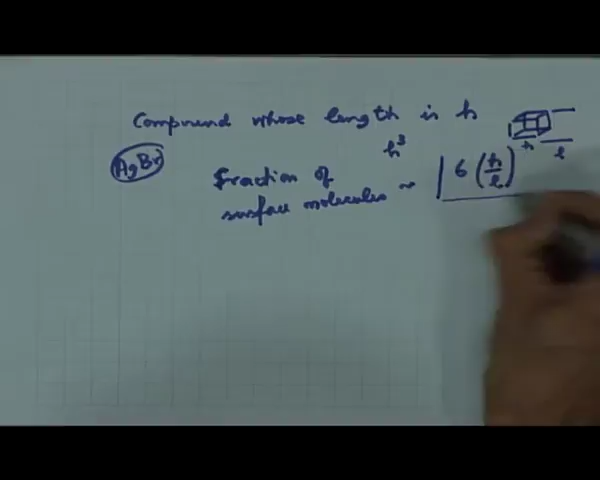 Compound whose length is h
AgBr
h³
fraction of
surface molecules ~ 6 (h/l)
h
l